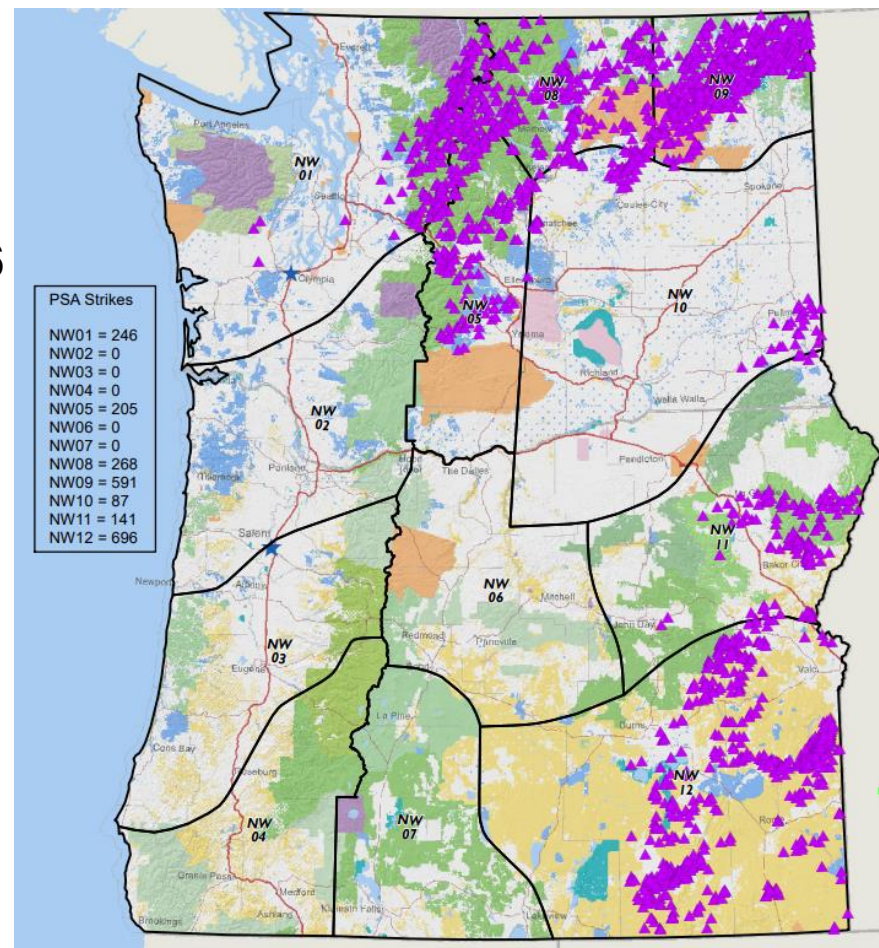 Everett
NW
08
NW
09
Port Angeles
NW
01
Seattle
Spokane
Coulee City
Olympia
Ellensburg
NW
10
PSA Strikes
NW01 = 246
NW02 = 0
NW03 = 0
NW04 = 0
NW05 = 205
NW06 = 0
NW07 = 0
NW08 = 268
NW09 = 591
NW10 = 87
NW11 = 141
NW12 = 696
NW
05
Yakima
Richland
Walla Walla
NW
02
Portland
The Dalles
Pendleton
Salem
NW
11
Baker City
Newport
Albany
NW
06
Mitchell
John Day
Redmond
Prineville
NW
03
Eugene
Vale
La Pine
Burns
Coos Bay
Roseburg
NW
12
NW
04
NW
07
Rome
Grants Pass
Medford
Brookings
Ashland
Klamath Falls
Lakeview